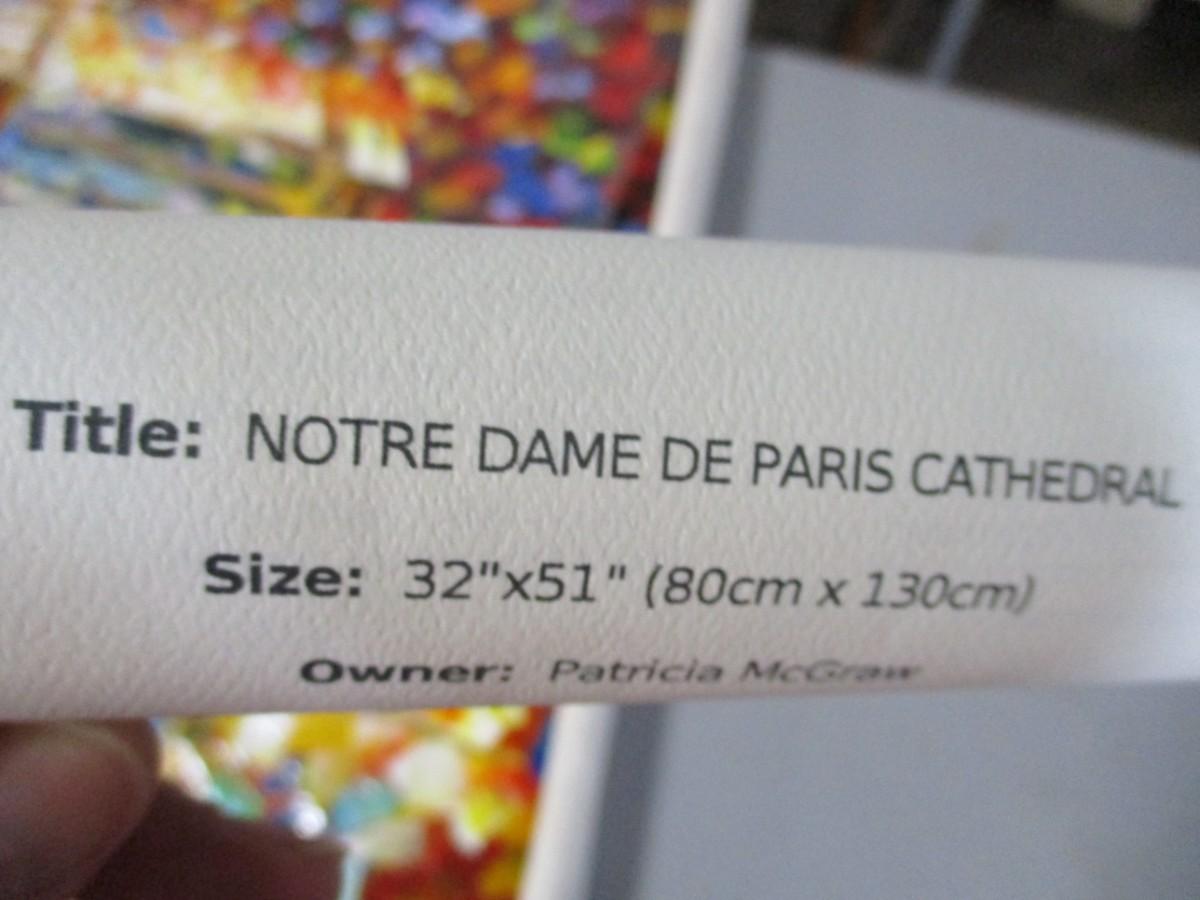 Title: NOTRE DAME DE PARIS CATHEDRAL
Size: 32"x51" (80cm x 130cm)
Owner: Patricia McGraw